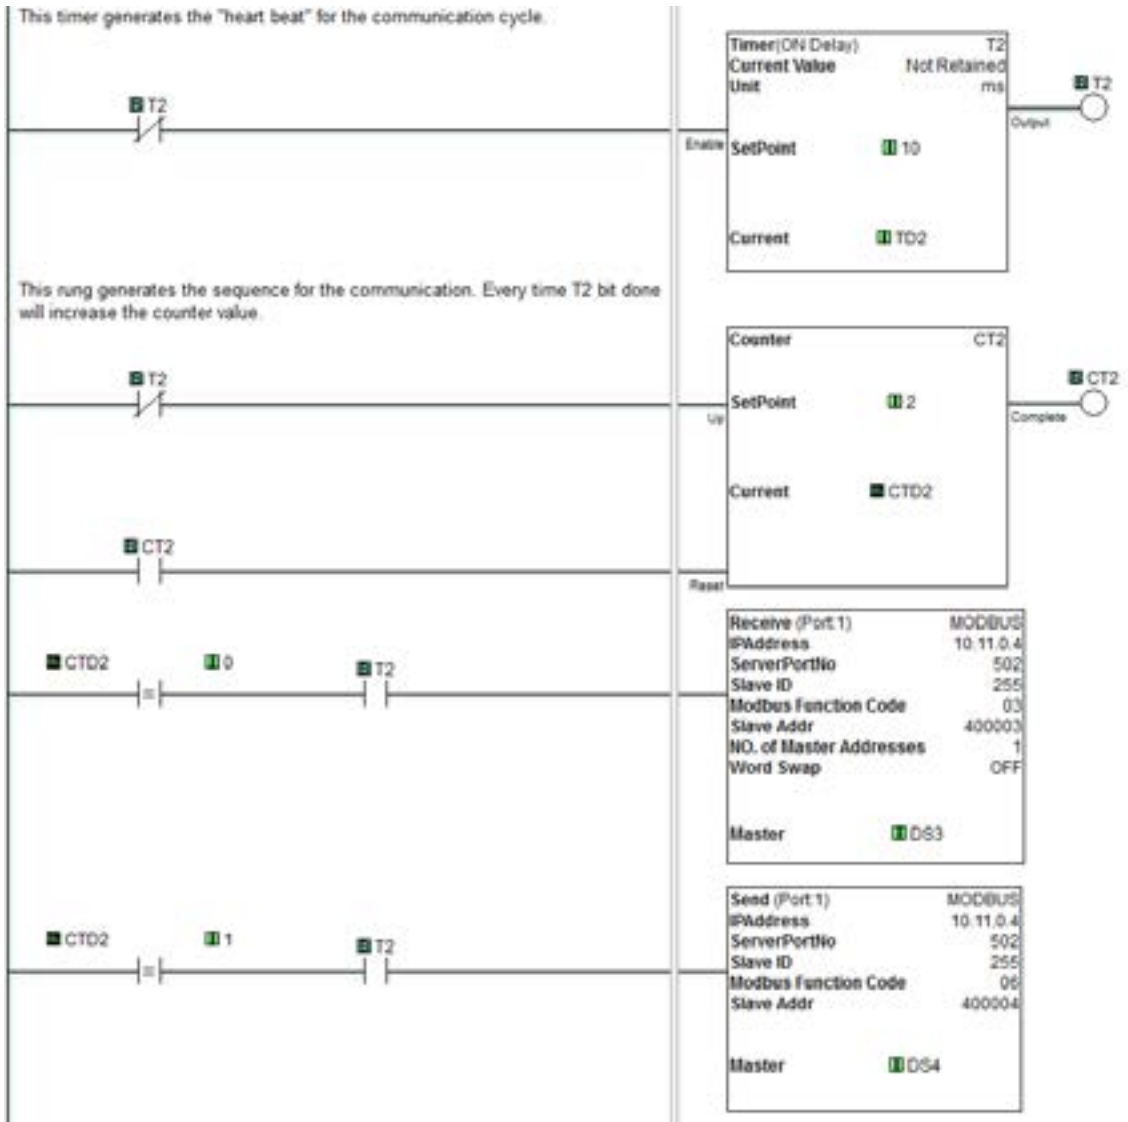 This timer generates the "heart beat" for the communication cycle.
Timer(ON Delay) T2
Current Value Not Retained
Unit ms
T2
T2
Output
Enable SetPoint 10
Current TD2
This rung generates the sequence for the communication. Every time T2 bit done
will increase the counter value.
Counter CT2
T2
CT2
SetPoint 2
Up
Complete
Current CTD2
CT2
Reset
Receive (Port:1) MODBUS
IPAddress 10.11.0.4
CTD2 0 T2
ServerPortNo 502
Slave ID 255
=
Modbus Function Code 03
Slave Addr 400003
NO. of Master Addresses 1
Word Swap OFF
Master DS3
Send (Port:1) MODBUS
IPAddress 10.11.0.4
CTD2 1 T2
ServerPortNo 502
Slave ID 255
=
Modbus Function Code 06
Slave Addr 400004
Master DS4